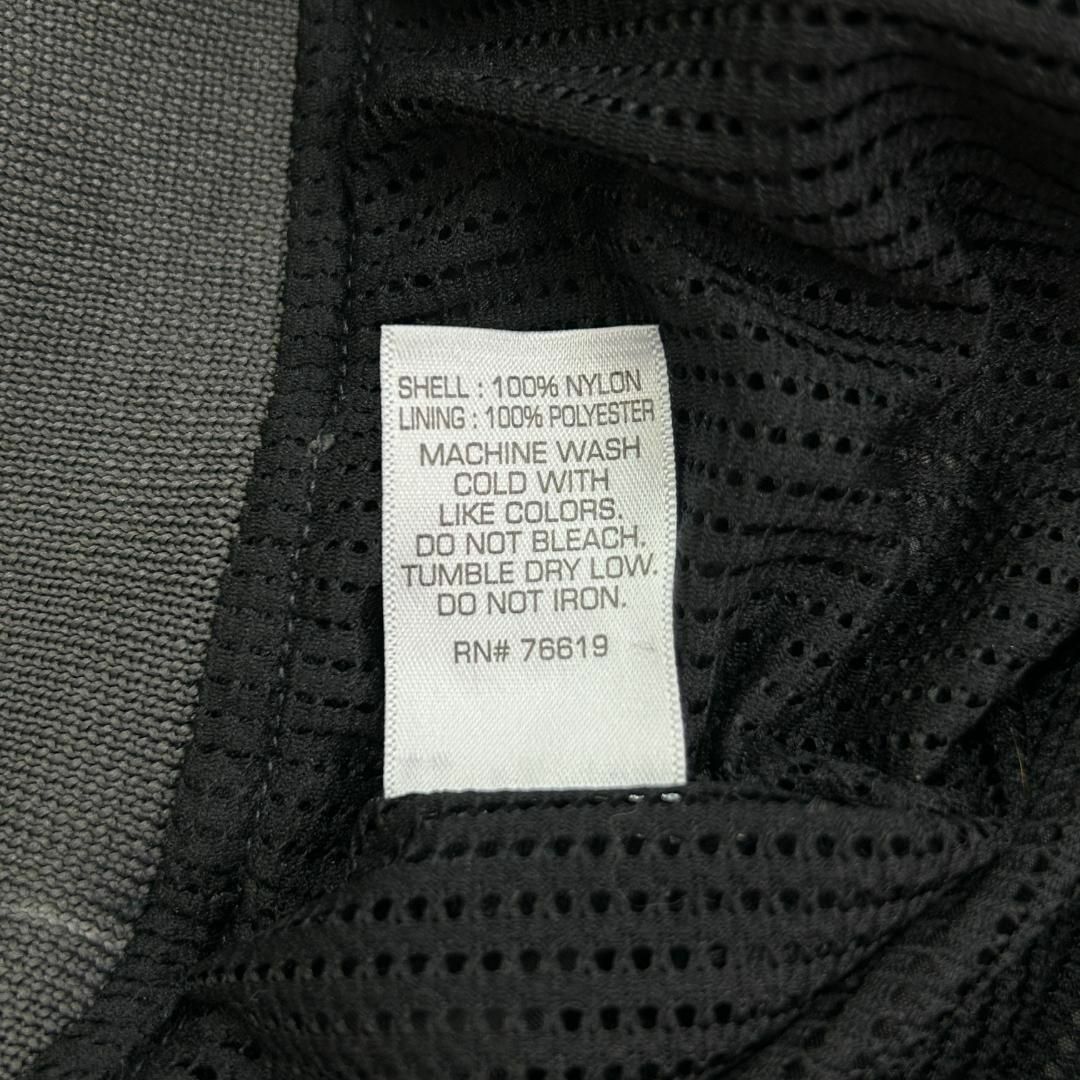 SHELL : 100% NYLON
LINING : 100% POLYESTER
MACHINE WASH
COLD WITH
LIKE COLORS.
DO NOT BLEACH.
TUMBLE DRY LOW.
DO NOT IRON.
RN# 76619